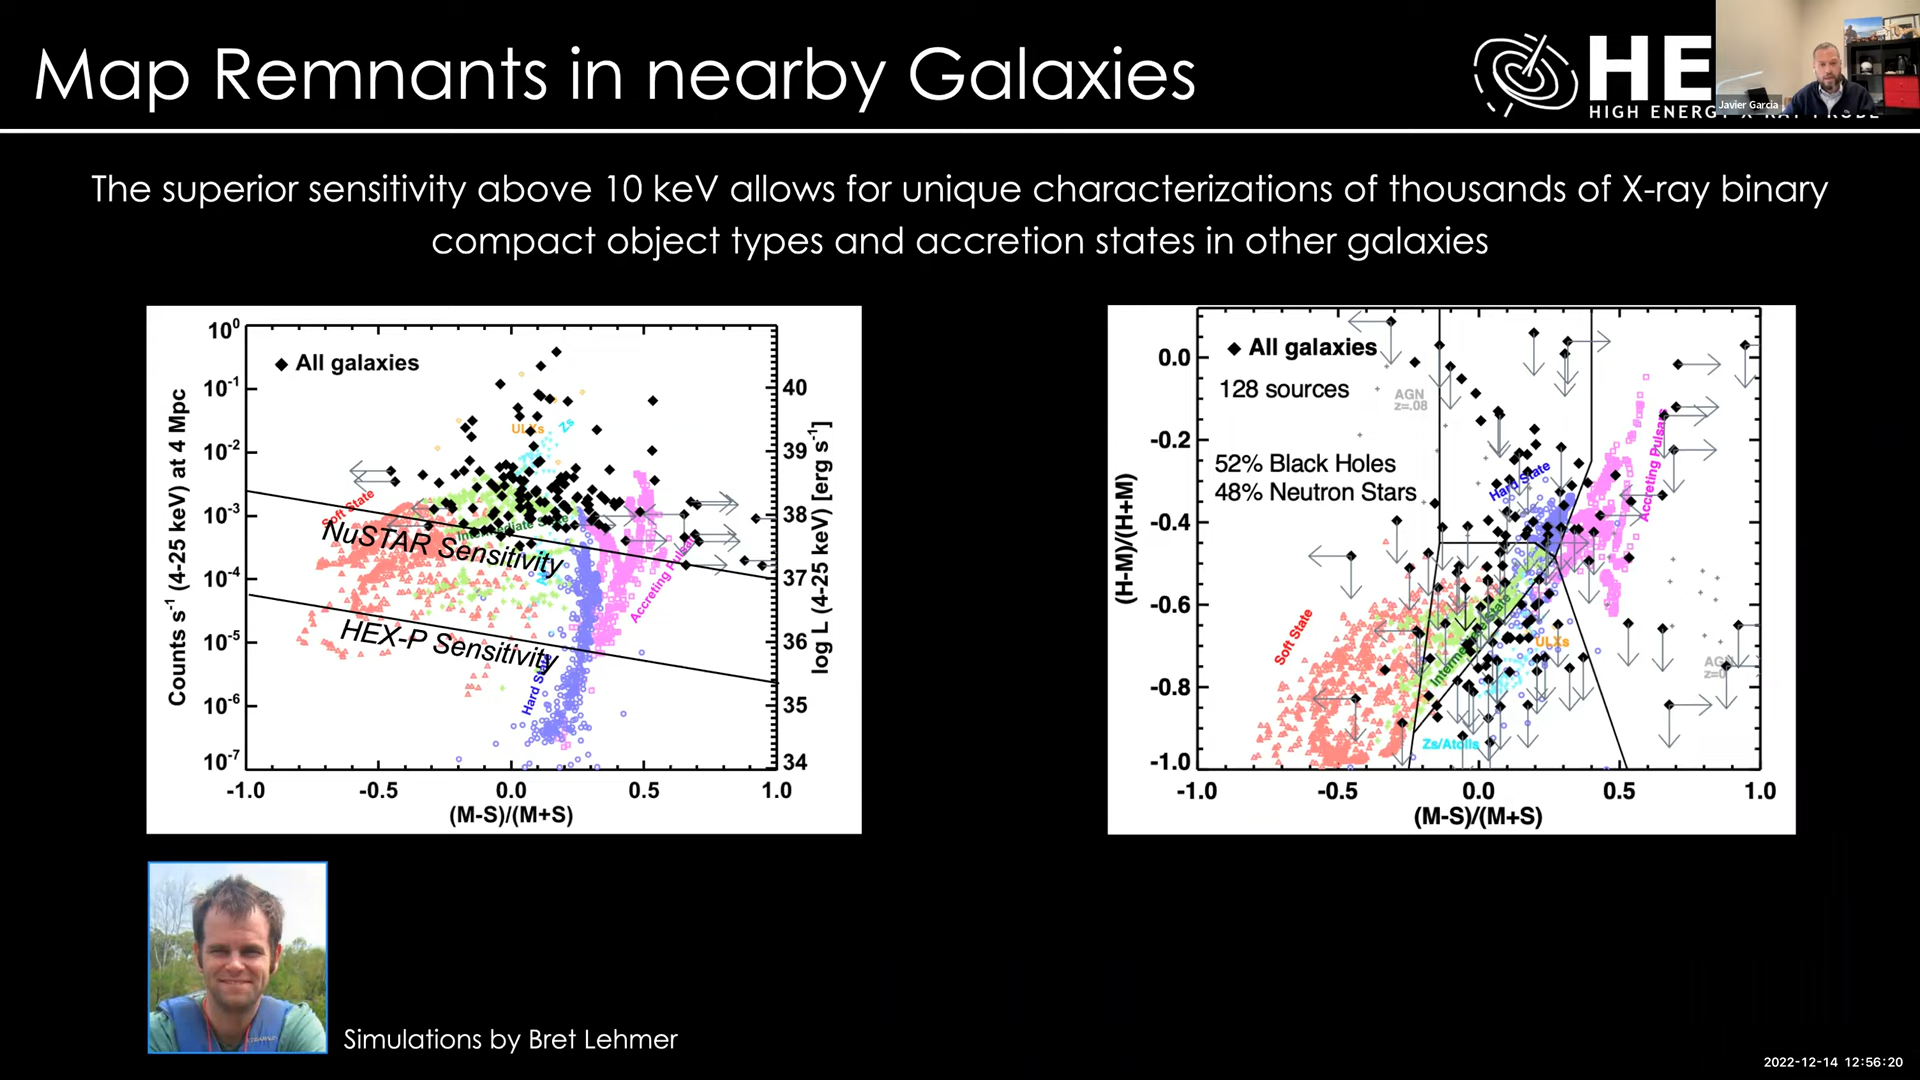 Map Remnants in nearby Galaxies
HE
HIGH ENERGY X-RAY PROBE
Javier Garcia
The superior sensitivity above 10 keV allows for unique characterizations of thousands of X-ray binary
compact object types and accretion states in other galaxies
All galaxies
ULXs
Zs
Soft State
Intermediate State
NuSTAR Sensitivity
HEX-P Sensitivity
Hard State
Accreting Pulsars
Counts s⁻¹ (4-25 keV) at 4 Mpc
10⁰
10⁻¹
10⁻²
10⁻³
10⁻⁴
10⁻⁵
10⁻⁶
10⁻⁷
40
39
38
37
36
35
34
log L (4-25 keV) [erg s⁻¹]
-1.0 -0.5 0.0 0.5 1.0
(M-S)/(M+S)
All galaxies
128 sources
AGN
z=.08
52% Black Holes
48% Neutron Stars
Hard State
Accreting Pulsars
Soft State
Intermediate State
ULXs
AGN
z=0
Zs/Atolls
(H-M)/(H+M)
0.0
-0.2
-0.4
-0.6
-0.8
-1.0
-1.0 -0.5 0.0 0.5 1.0
(M-S)/(M+S)
Simulations by Bret Lehmer
2022-12-14 12:56:20